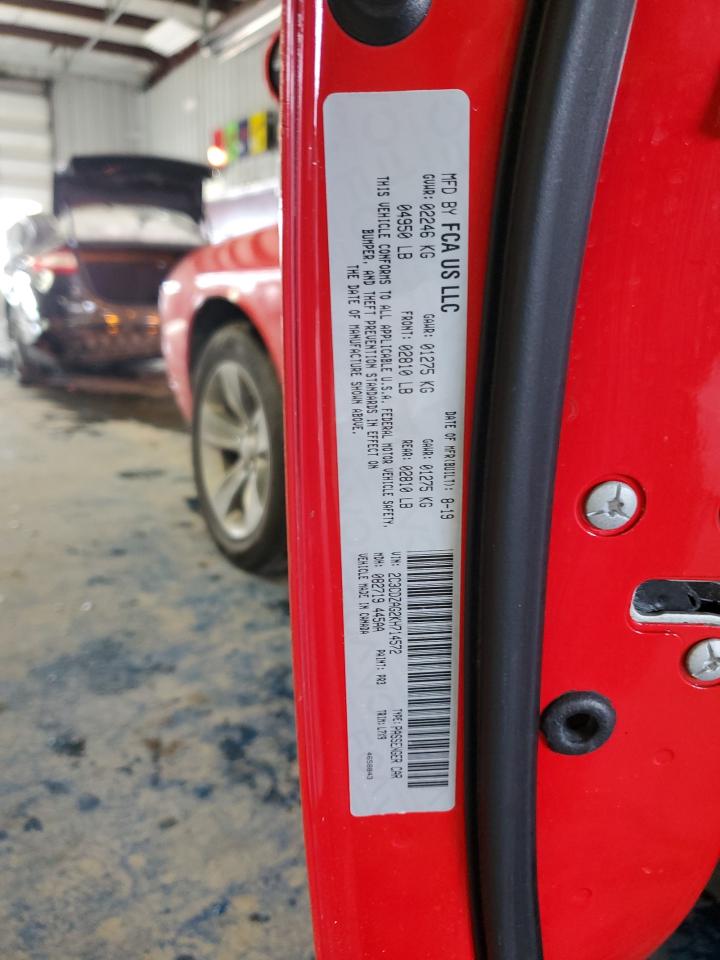 MFD BY FCA US LLC
DATE OF MFR(BUILT): 8-19
GVWR: 02246 KG
GAWR: 01275 KG
GAWR: 01275 KG
04950 LB
FRONT: 02810 LB
REAR: 02810 LB
THIS VEHICLE CONFORMS TO ALL APPLICABLE U.S.A. FEDERAL MOTOR VEHICLE SAFETY,
BUMPER, AND THEFT PREVENTION STANDARDS IN EFFECT ON
THE DATE OF MANUFACTURE SHOWN ABOVE.
VIN: 2C3CDZAG2KH714572
TYPE: PASSENGER CAR
MDH: 082719 445AA
PAINT: PR3
TRIM: L7X9
VEHICLE MADE IN CANADA
4658043